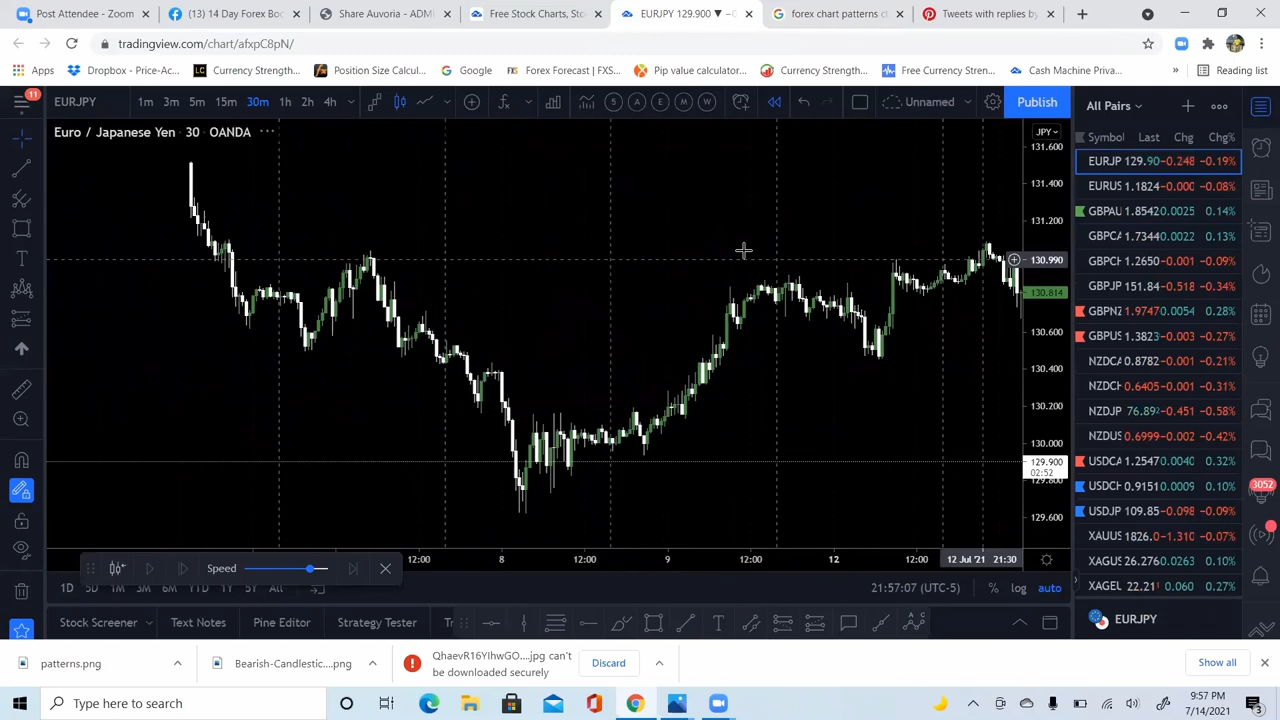 Post Attendee - Zoom
(13) 14 Day Forex Boo
Share Auvoria - ADM
Free Stock Charts, Sto
EURJPY 129.900 ▼ −0
forex chart patterns c
Tweets with replies by
tradingview.com/chart/afxpC8pN/
Apps
Dropbox - Price-Ac...
Currency Strength...
Position Size Calcul...
Google
Forex Forecast | FXS...
Pip value calculator...
Currency Strength...
Free Currency Stren...
Cash Machine Priva...
»
Reading list
11
EURJPY
1m 3m 5m 15m 30m 1h 2h 4h
5 A E M W
Unnamed
Publish
All Pairs
Euro / Japanese Yen · 30 · OANDA ···
JPY
Symbol Last Chg Chg%
EURJP 129.90 -0.248 −0.19%
EURUS 1.1824 -0.000 −0.08%
GBPAU 1.8542 0.0025 0.14%
GBPCA 1.7344 0.0022 0.13%
GBPCH 1.2650 -0.001 −0.09%
GBPJP 151.84 -0.518 −0.34%
GBPNZ 1.9747 0.0054 0.28%
GBPUS 1.3823 -0.003 −0.27%
NZDCA 0.8782 -0.001 −0.21%
NZDCH 0.6405 -0.001 −0.31%
NZDJP 76.892 -0.451 −0.58%
NZDUS 0.6999 -0.002 −0.42%
USDCA 1.2547 0.0040 0.32%
USDCH 0.9151 0.0009 0.10%
USDJP 109.85 -0.098 −0.09%
XAUUS 1826.0 −1.310 −0.07%
XAGEU 18.776 0.10%
XAGEL 22.21 0.060 0.27%
131.600
131.400
131.200
130.990
130.814
130.600
130.400
130.200
130.000
129.900
02:52
129.800
129.600
3052
12:00 8 12:00 9 12:00 12 12:00 12 Jul '21 21:30
Speed
1D 5D 1M 3M 6M YTD 1Y 5Y All
21:57:07 (UTC-5)
% log auto
EURJPY
Stock Screener
Text Notes
Pine Editor
Strategy Tester
patterns.png
Bearish-Candlestic....png
QhaevR16YIhwGO....jpg can't
be downloaded securely
Discard
Show all
Type here to search
9:57 PM
7/14/2021
3